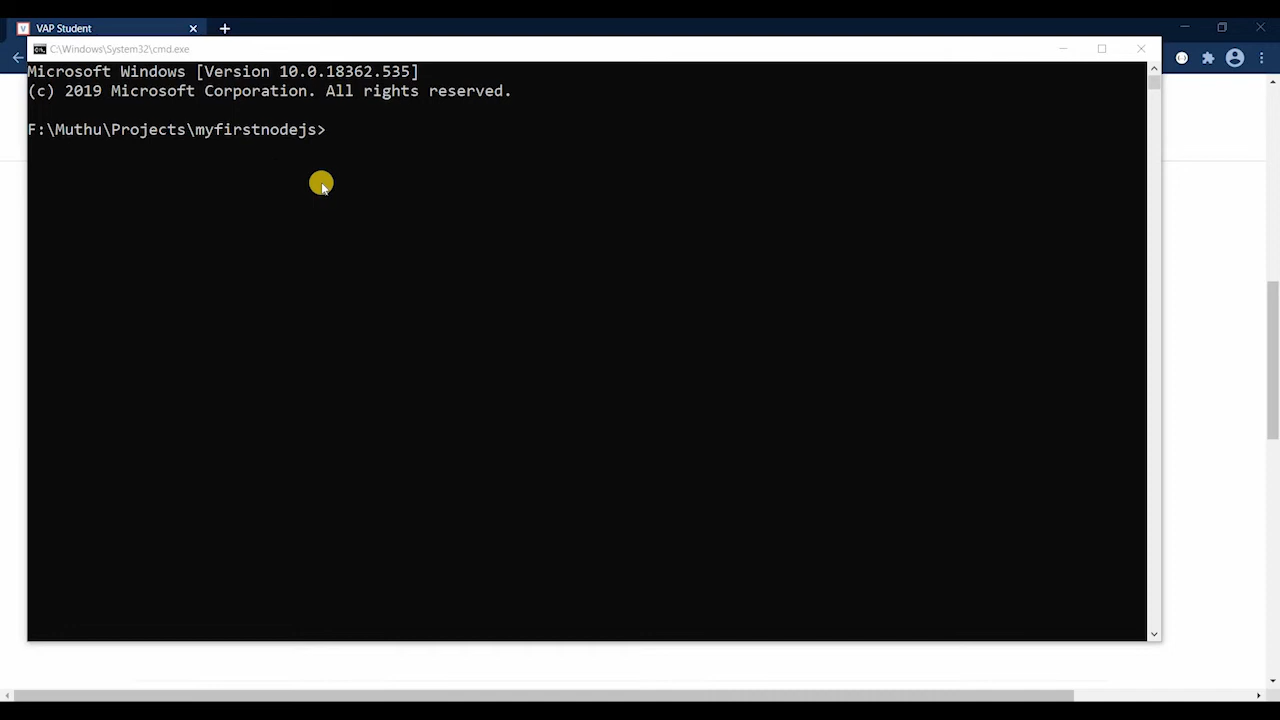 V VAP Student
C:\Windows\System32\cmd.exe
Microsoft Windows [Version 10.0.18362.535]
(c) 2019 Microsoft Corporation. All rights reserved.
F:\Muthu\Projects\myfirstnodejs>